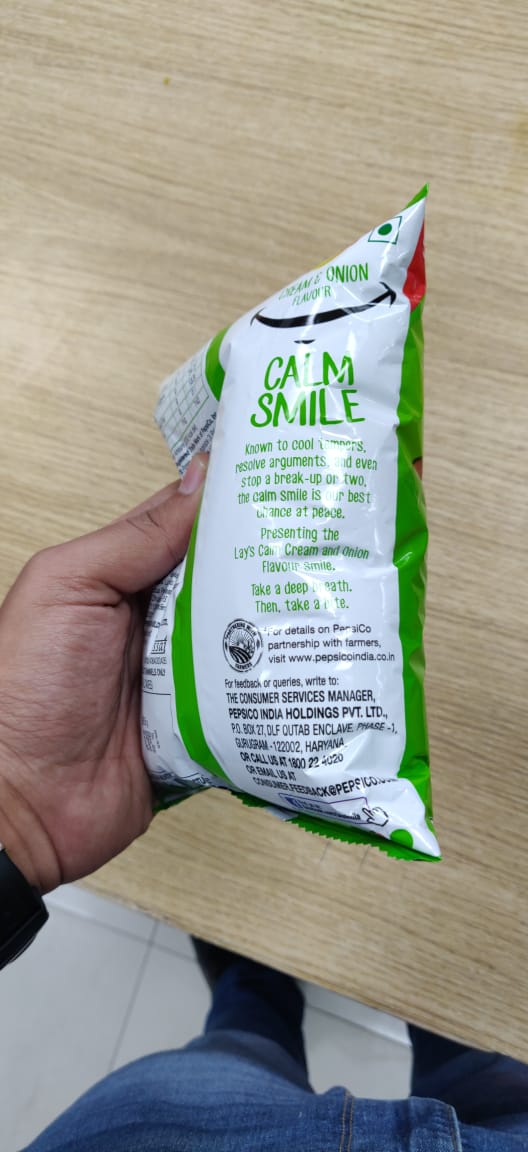 CREAM & ONION
FLAVOUR
CALM
SMILE
Known to cool tempers,
resolve arguments, and even
stop a break-up or two,
the calm smile is our best
chance at peace.
Presenting the
Lay's Calm Cream and Onion
Flavour smile.
Take a deep breath.
Then, take a bite.
*For details on PepsiCo
partnership with farmers,
visit www.pepsicoindia.co.in
For feedback or queries, write to:
THE CONSUMER SERVICES MANAGER,
PEPSICO INDIA HOLDINGS PVT. LTD.,
P.O. BOX 27, DLF QUTAB ENCLAVE, PHASE -1,
GURUGRAM -122002, HARYANA.
OR CALL US AT 1800 22 4020
OR EMAIL US AT
CONSUMER.FEEDBACK@PEPSICO.